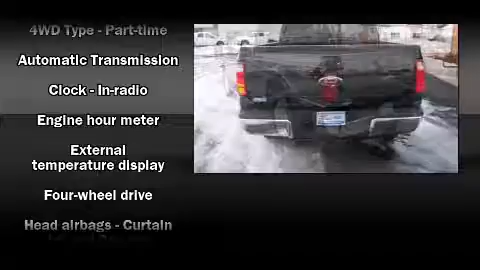 4WD Type - Part-time
Automatic Transmission
Clock - In-radio
Engine hour meter
External
temperature display
Four-wheel drive
Head airbags - Curtain